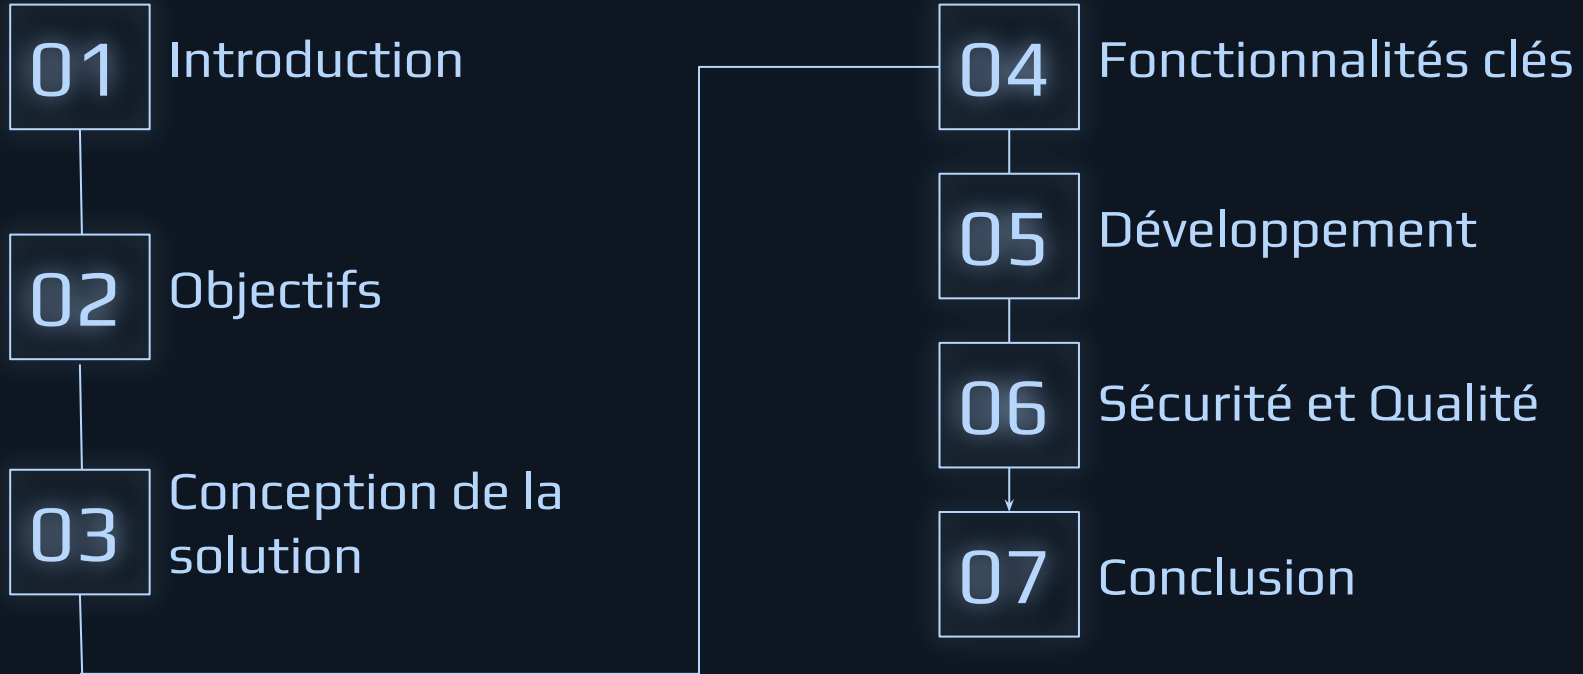 01
Introduction
02
Objectifs
03
Conception de la
solution
04
Fonctionnalités clés
05
Développement
06
Sécurité et Qualité
07
Conclusion